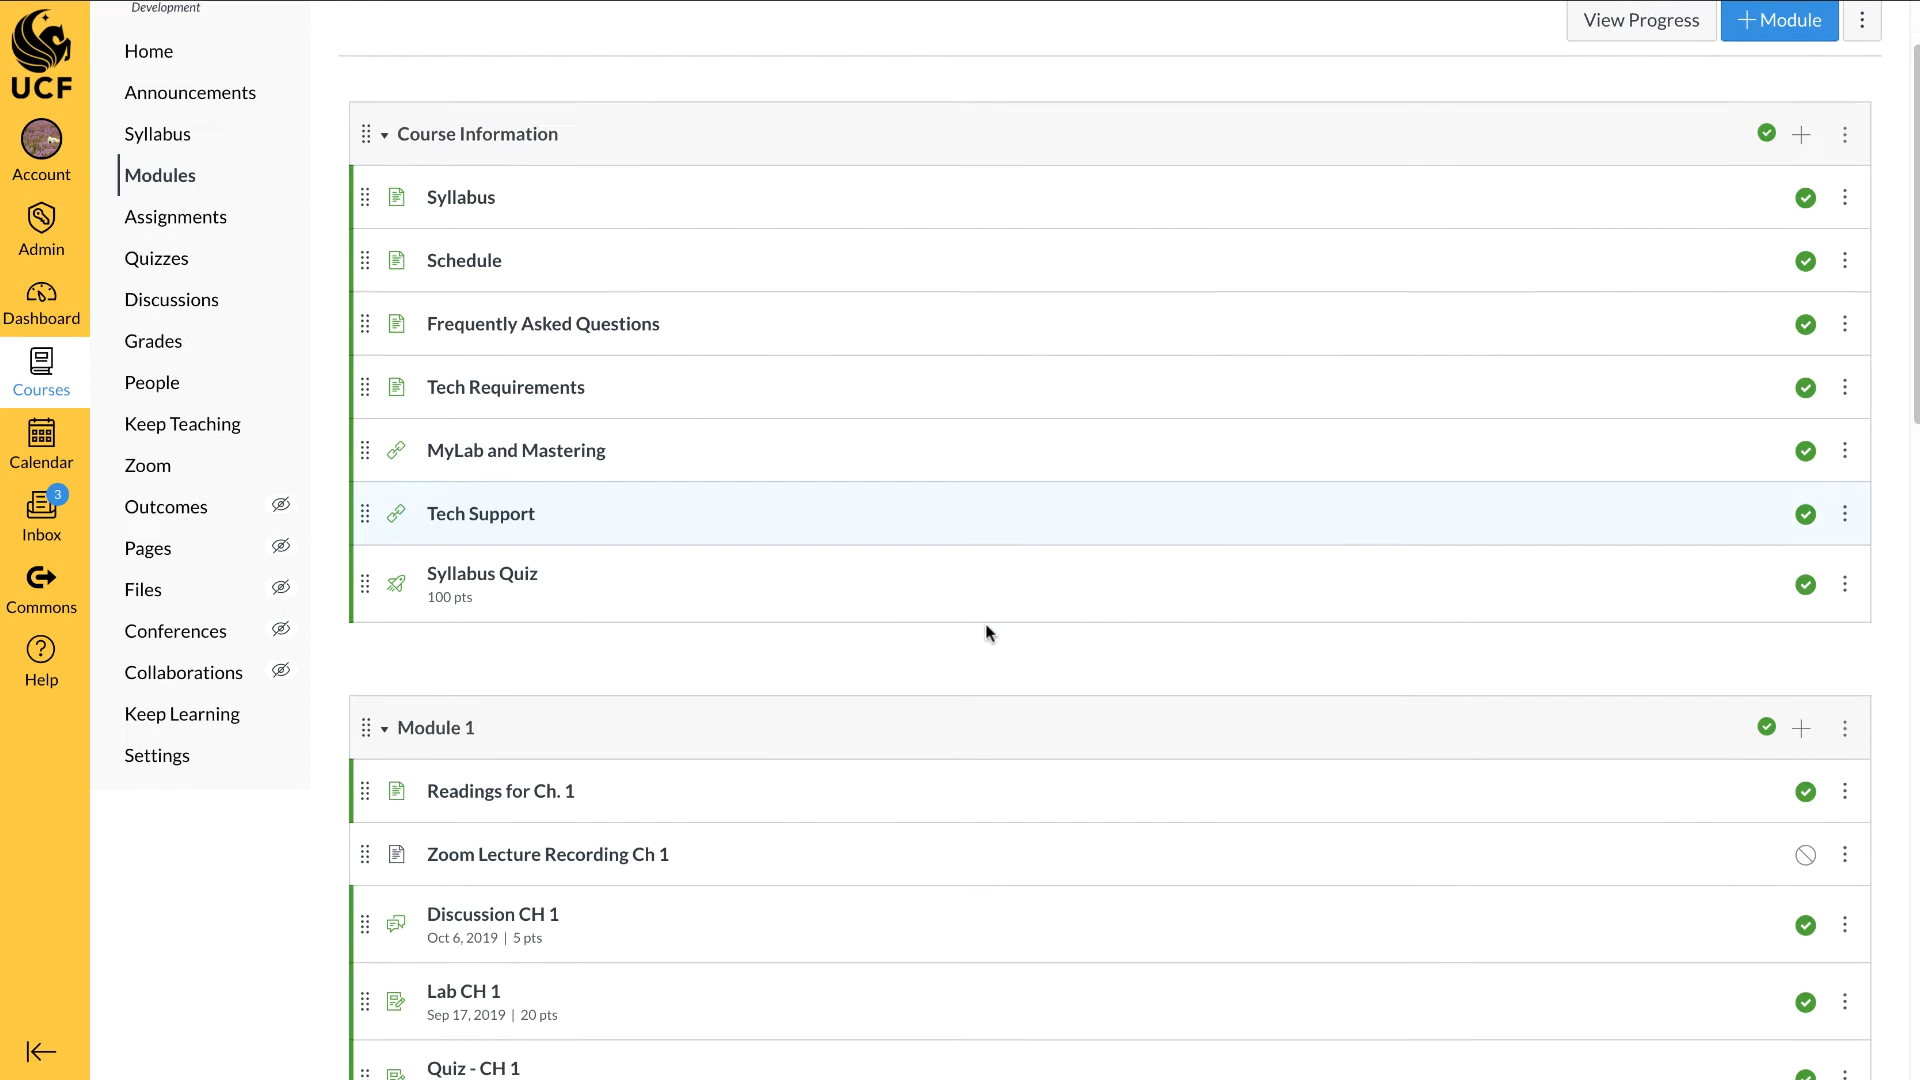 Development
UCF
Account
Admin
Dashboard
Courses
Calendar
3
Inbox
Commons
Help
Home
Announcements
Syllabus
Modules
Assignments
Quizzes
Discussions
Grades
People
Keep Teaching
Zoom
Outcomes
Pages
Files
Conferences
Collaborations
Keep Learning
Settings
View Progress
+ Module
Course Information
Syllabus
Schedule
Frequently Asked Questions
Tech Requirements
MyLab and Mastering
Tech Support
Syllabus Quiz
100 pts
Module 1
Readings for Ch. 1
Zoom Lecture Recording Ch 1
Discussion CH 1
Oct 6, 2019 | 5 pts
Lab CH 1
Sep 17, 2019 | 20 pts
Quiz - CH 1